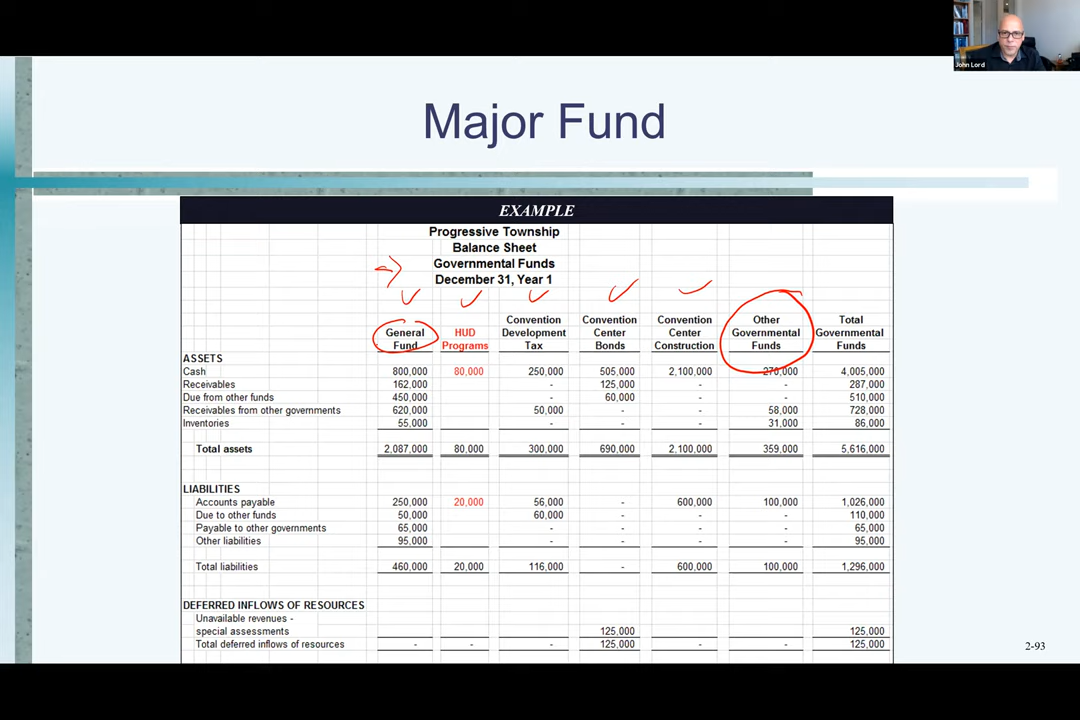 John Lord
Major Fund
EXAMPLE
Progressive Township
Balance Sheet
Governmental Funds
December 31, Year 1
General Fund HUD Programs Convention Development Tax Convention Center Bonds Convention Center Construction Other Governmental Funds Total Governmental Funds
ASSETS
Cash 800,000 80,000 250,000 505,000 2,100,000 270,000 4,005,000
Receivables 162,000 - 125,000 - - 287,000
Due from other funds 450,000 - 60,000 - - 510,000
Receivables from other governments 620,000 50,000 - - 58,000 728,000
Inventories 55,000 - - - 31,000 86,000
Total assets 2,087,000 80,000 300,000 690,000 2,100,000 359,000 5,616,000
LIABILITIES
Accounts payable 250,000 20,000 56,000 - 600,000 100,000 1,026,000
Due to other funds 50,000 60,000 - - - 110,000
Payable to other governments 65,000 - - - - 65,000
Other liabilities 95,000 - - - - 95,000
Total liabilities 460,000 20,000 116,000 - 600,000 100,000 1,296,000
DEFERRED INFLOWS OF RESOURCES
Unavailable revenues -
special assessments 125,000 125,000
Total deferred inflows of resources - - - 125,000 - - 125,000
2-93